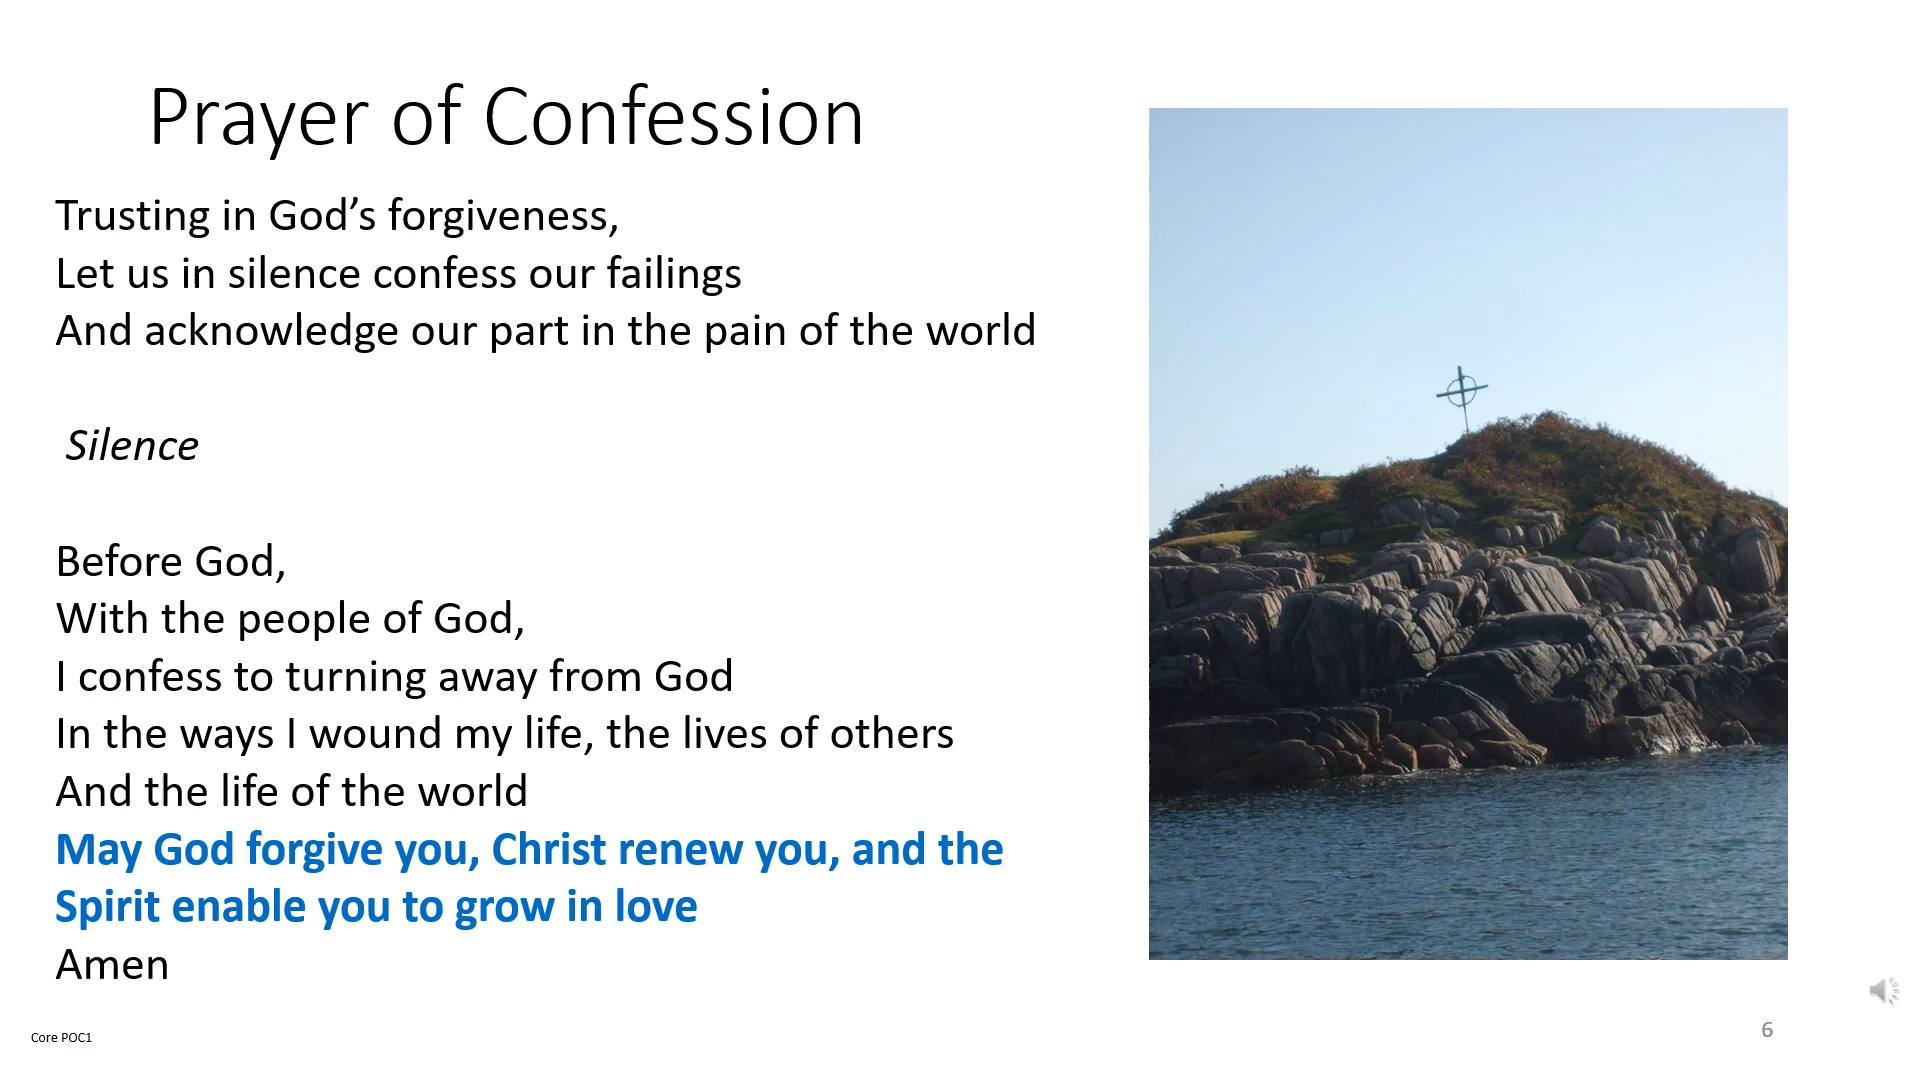 Prayer of Confession
Trusting in God’s forgiveness,
Let us in silence confess our failings
And acknowledge our part in the pain of the world
Silence
Before God,
With the people of God,
I confess to turning away from God
In the ways I wound my life, the lives of others
And the life of the world
May God forgive you, Christ renew you, and the
Spirit enable you to grow in love
Amen
Core POC1
6